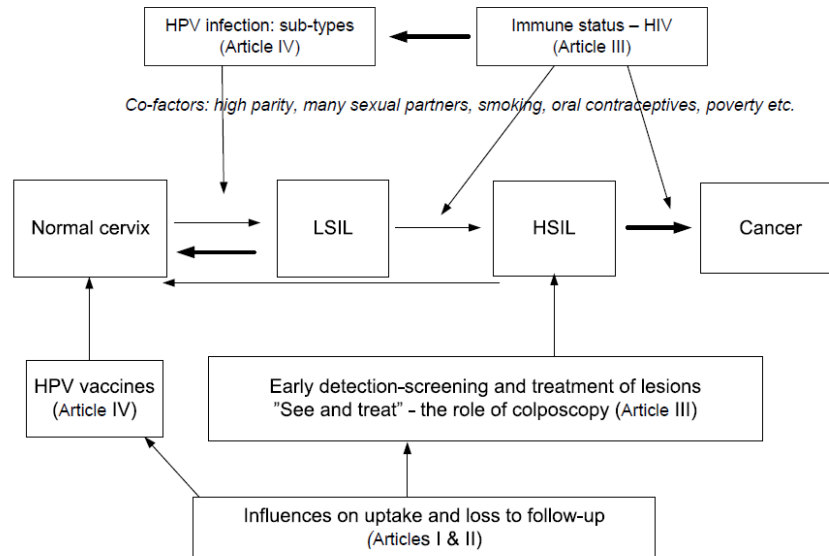 HPV infection: sub-types
(Article IV)
Immune status – HIV
(Article III)
Co-factors: high parity, many sexual partners, smoking, oral contraceptives, poverty etc.
Normal cervix
LSIL
HSIL
Cancer
HPV vaccines
(Article IV)
Early detection-screening and treatment of lesions
”See and treat” - the role of colposcopy (Article III)
Influences on uptake and loss to follow-up
(Articles I & II)